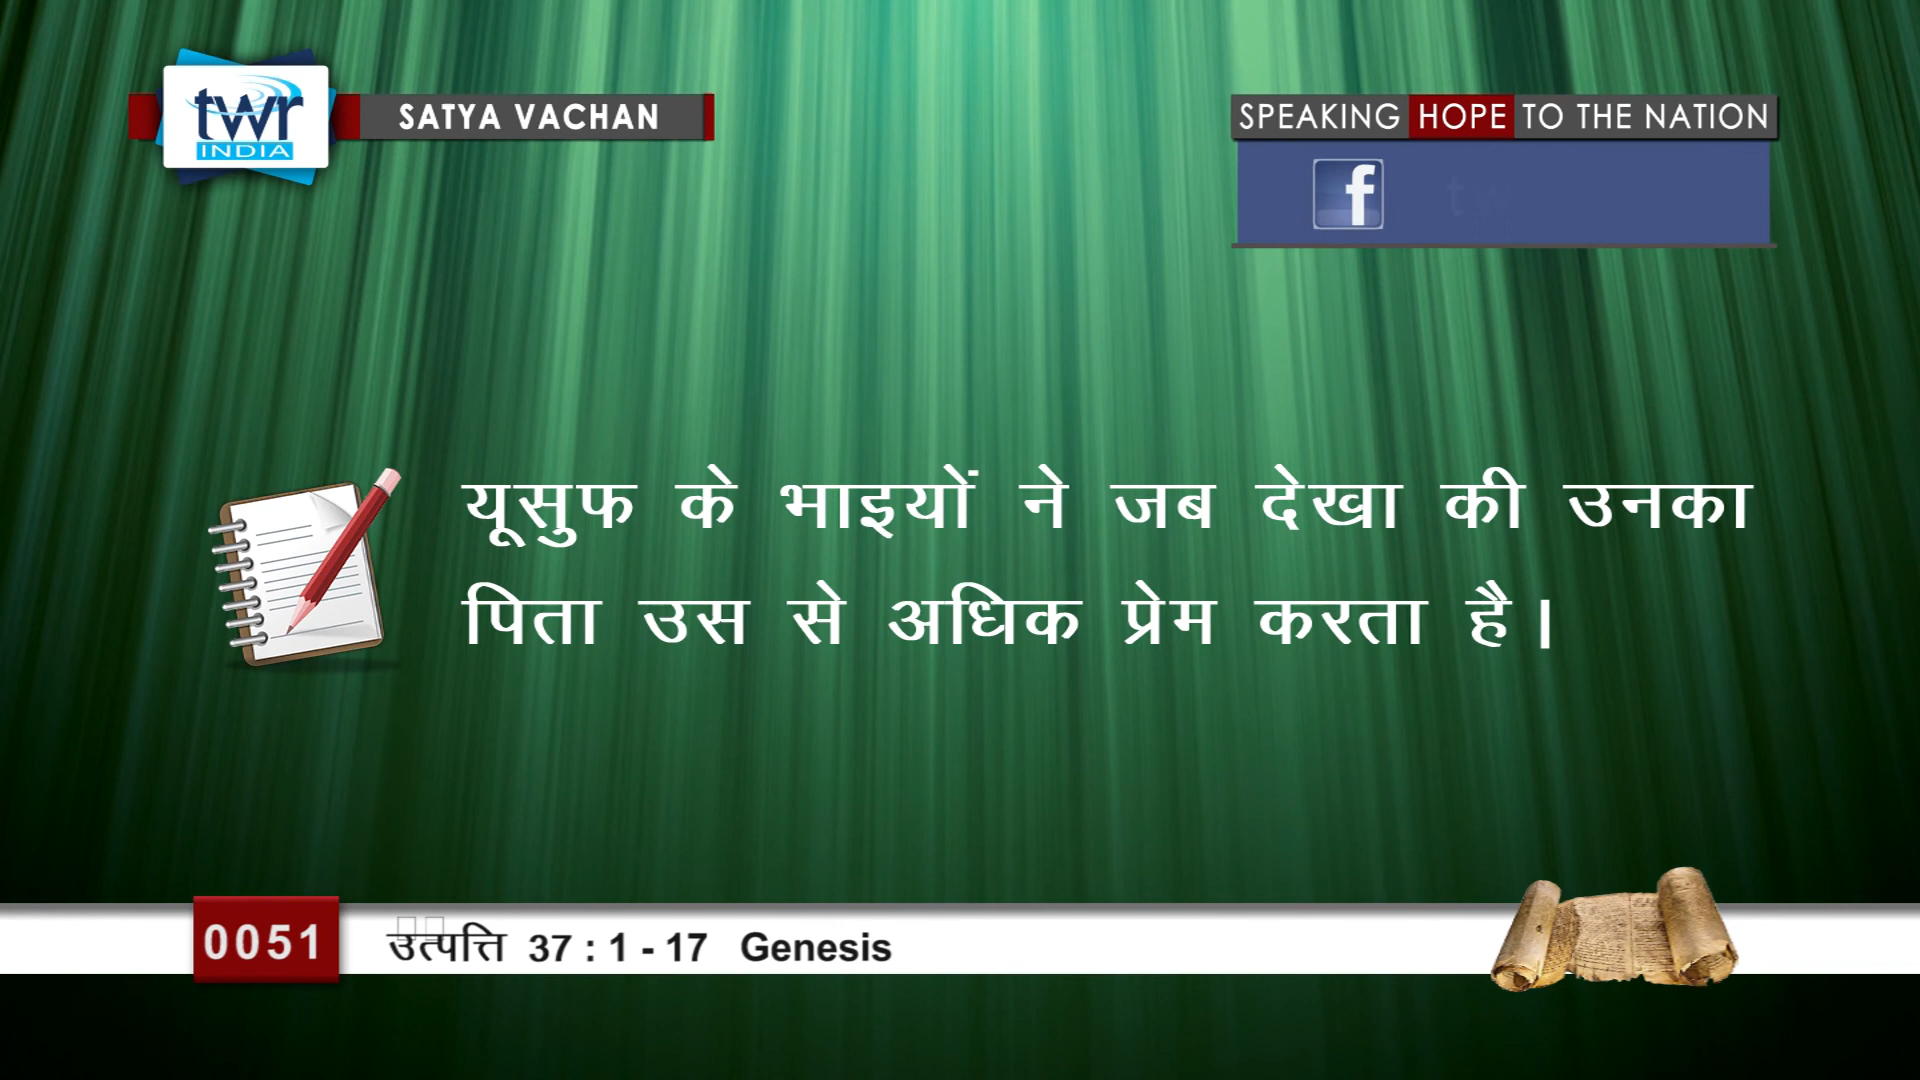 twr
INDIA
SATYA VACHAN
SPEAKING HOPE TO THE NATION
f
यूसुफ के भाइयों ने जब देखा की उनका
पिता उस से अधिक प्रेम करता है।
0051
उत्पत्ति 37 : 1 - 17 Genesis